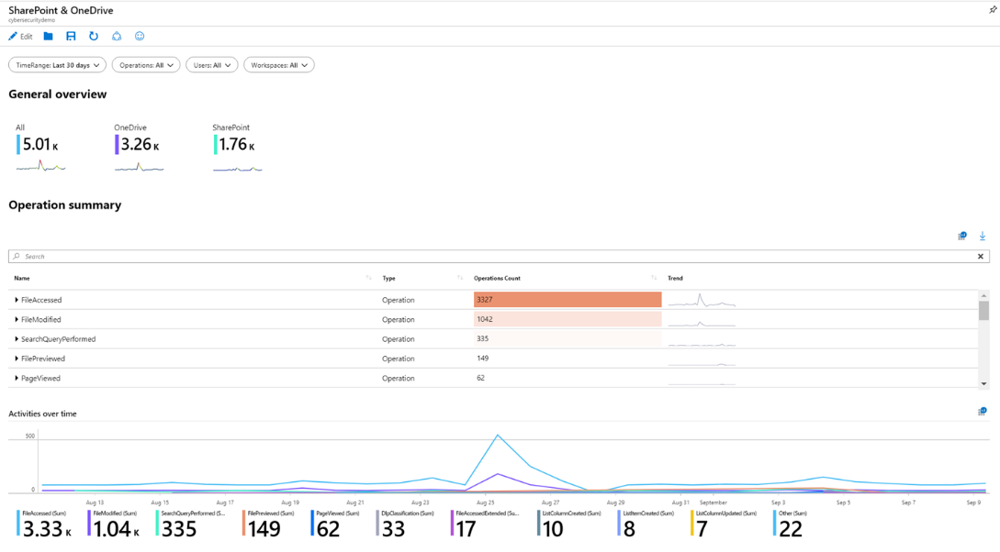 SharePoint & OneDrive
cybersecuritydemo
Edit
TimeRange: Last 30 days Operations: All Users: All Workspaces: All
General overview
All OneDrive SharePoint
5.01 K 3.26 K 1.76 K
Operation summary
Search
Name Type Operations Count Trend
FileAccessed Operation 3327
FileModified Operation 1042
SearchQueryPerformed Operation 335
FilePreviewed Operation 149
PageViewed Operation 62
Activities over time
500
0
Aug 13 Aug 15 Aug 17 Aug 19 Aug 21 Aug 23 Aug 25 Aug 27 Aug 29 Aug 31 September Sep 3 Sep 5 Sep 7 Sep 9
FileAccessed (Sum) FileModified (Sum) SearchQueryPerformed (S... FilePreviewed (Sum) PageViewed (Sum) DlpClassification (Sum) FileAccessedExtended (Su... ListColumnCreated (Sum) ListItemCreated (Sum) ListColumnUpdated (Sum) Other (Sum)
3.33 K 1.04 K 335 149 62 33 17 10 8 7 22